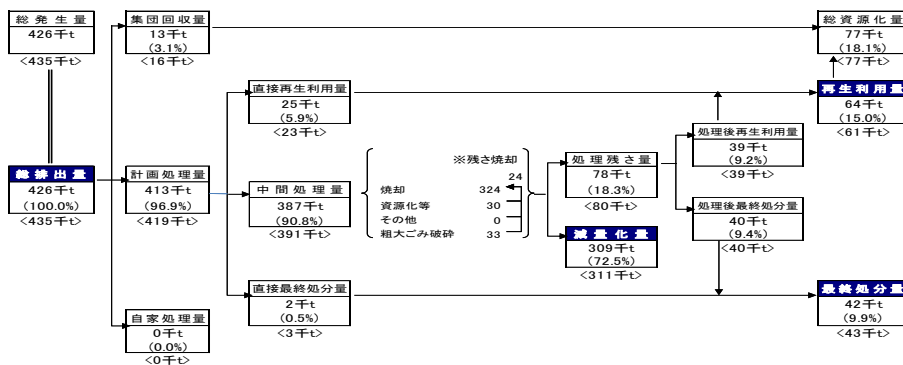 総発生量
426千t
<435千t>
集団回収量
13千t
(3.1%)
<16千t>
総資源化量
77千t
(18.1%)
<77千t>
直接再生利用量
25千t
(5.9%)
<23千t>
再生利用量
64千t
(15.0%)
<61千t>
処理後再生利用量
39千t
(9.2%)
<39千t>
総排出量
426千t
(100.0%)
<435千t>
計画処理量
413千t
(96.9%)
<419千t>
中間処理量
387千t
(90.8%)
<391千t>
※残さ焼却
24
焼却 324
資源化等 30
その他 0
粗大ごみ破砕 33
処理残さ量
78千t
(18.3%)
<80千t>
減量化量
309千t
(72.5%)
<311千t>
処理後最終処分量
40千t
(9.4%)
<40千t>
直接最終処分量
2千t
(0.5%)
<3千t>
最終処分量
42千t
(9.9%)
<43千t>
自家処理量
0千t
(0.0%)
<0千t>